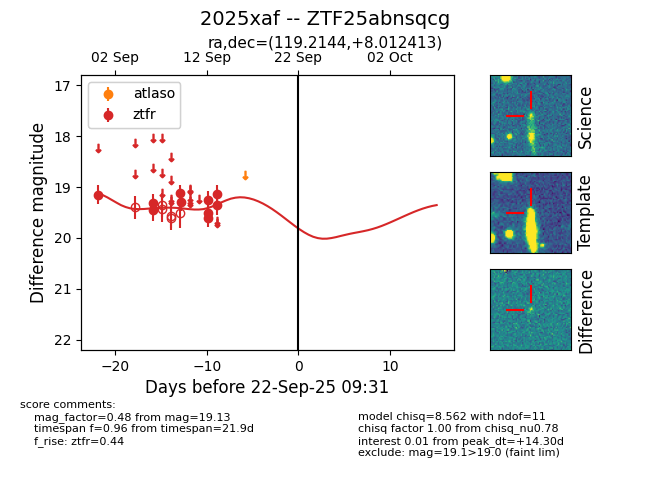 2025xaf -- ZTF25abnsqcg
ra,dec=(119.2144,+8.012413)
02 Sep 12 Sep 22 Sep 02 Oct
atlaso
ztfr
17
18
19
20
21
22
Difference magnitude
−20 −10 0 10
Days before 22-Sep-25 09:31
Science
Template
Difference
score comments:
mag_factor=0.48 from mag=19.13
timespan f=0.96 from timespan=21.9d
f_rise: ztfr=0.44
model chisq=8.562 with ndof=11
chisq factor 1.00 from chisq_nu0.78
interest 0.01 from peak_dt=+14.30d
exclude: mag=19.1>19.0 (faint lim)